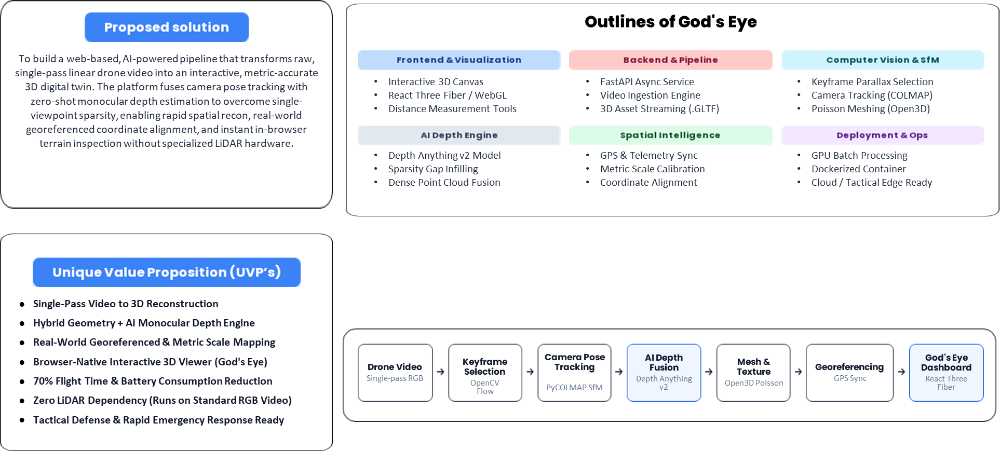 Proposed solution
To build a web-based, AI-powered pipeline that transforms raw,
single-pass linear drone video into an interactive, metric-accurate
3D digital twin. The platform fuses camera pose tracking with
zero-shot monocular depth estimation to overcome single-
viewpoint sparsity, enabling rapid spatial recon, real-world
georeferenced coordinate alignment, and instant in-browser
terrain inspection without specialized LiDAR hardware.
Outlines of God's Eye
Frontend & Visualization
• Interactive 3D Canvas
• React Three Fiber / WebGL
• Distance Measurement Tools
Backend & Pipeline
• FastAPI Async Service
• Video Ingestion Engine
• 3D Asset Streaming (.GLTF)
Computer Vision & SfM
• Keyframe Parallax Selection
• Camera Tracking (COLMAP)
• Poisson Meshing (Open3D)
AI Depth Engine
• Depth Anything v2 Model
• Sparsity Gap Infilling
• Dense Point Cloud Fusion
Spatial Intelligence
• GPS & Telemetry Sync
• Metric Scale Calibration
• Coordinate Alignment
Deployment & Ops
• GPU Batch Processing
• Dockerized Container
• Cloud / Tactical Edge Ready
Unique Value Proposition (UVP’s)
● Single-Pass Video to 3D Reconstruction
● Hybrid Geometry + AI Monocular Depth Engine
● Real-World Georeferenced & Metric Scale Mapping
● Browser-Native Interactive 3D Viewer (God's Eye)
● 70% Flight Time & Battery Consumption Reduction
● Zero LiDAR Dependency (Runs on Standard RGB Video)
● Tactical Defense & Rapid Emergency Response Ready
Drone Video
Single-pass RGB
→
Keyframe
Selection
OpenCV
Flow
→
Camera Pose
Tracking
PyCOLMAP SfM
→
AI Depth
Fusion
Depth Anything
v2
→
Mesh &
Texture
Open3D Poisson
→
Georeferencing
GPS Sync
→
God's Eye
Dashboard
React Three
Fiber